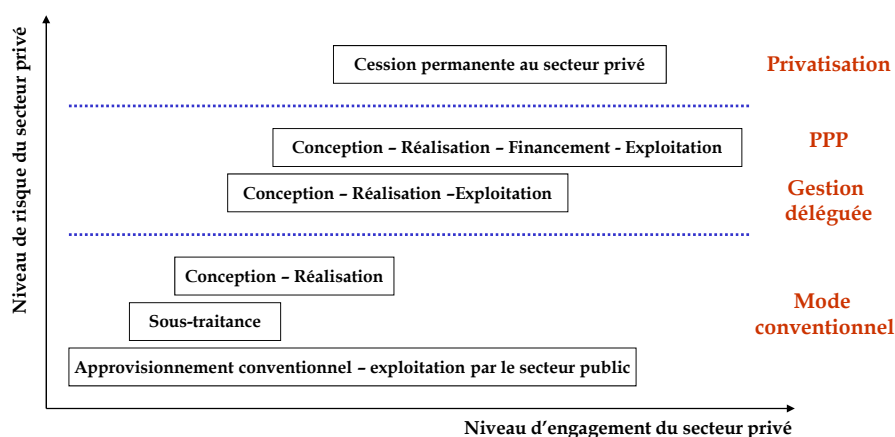 Niveau de risque du secteur privé
Cession permanente au secteur privé
Privatisation
Conception – Réalisation – Financement - Exploitation
PPP
Conception – Réalisation –Exploitation
Gestion
déléguée
Conception – Réalisation
Sous-traitance
Mode
conventionnel
Approvisionnement conventionnel – exploitation par le secteur public
Niveau d’engagement du secteur privé